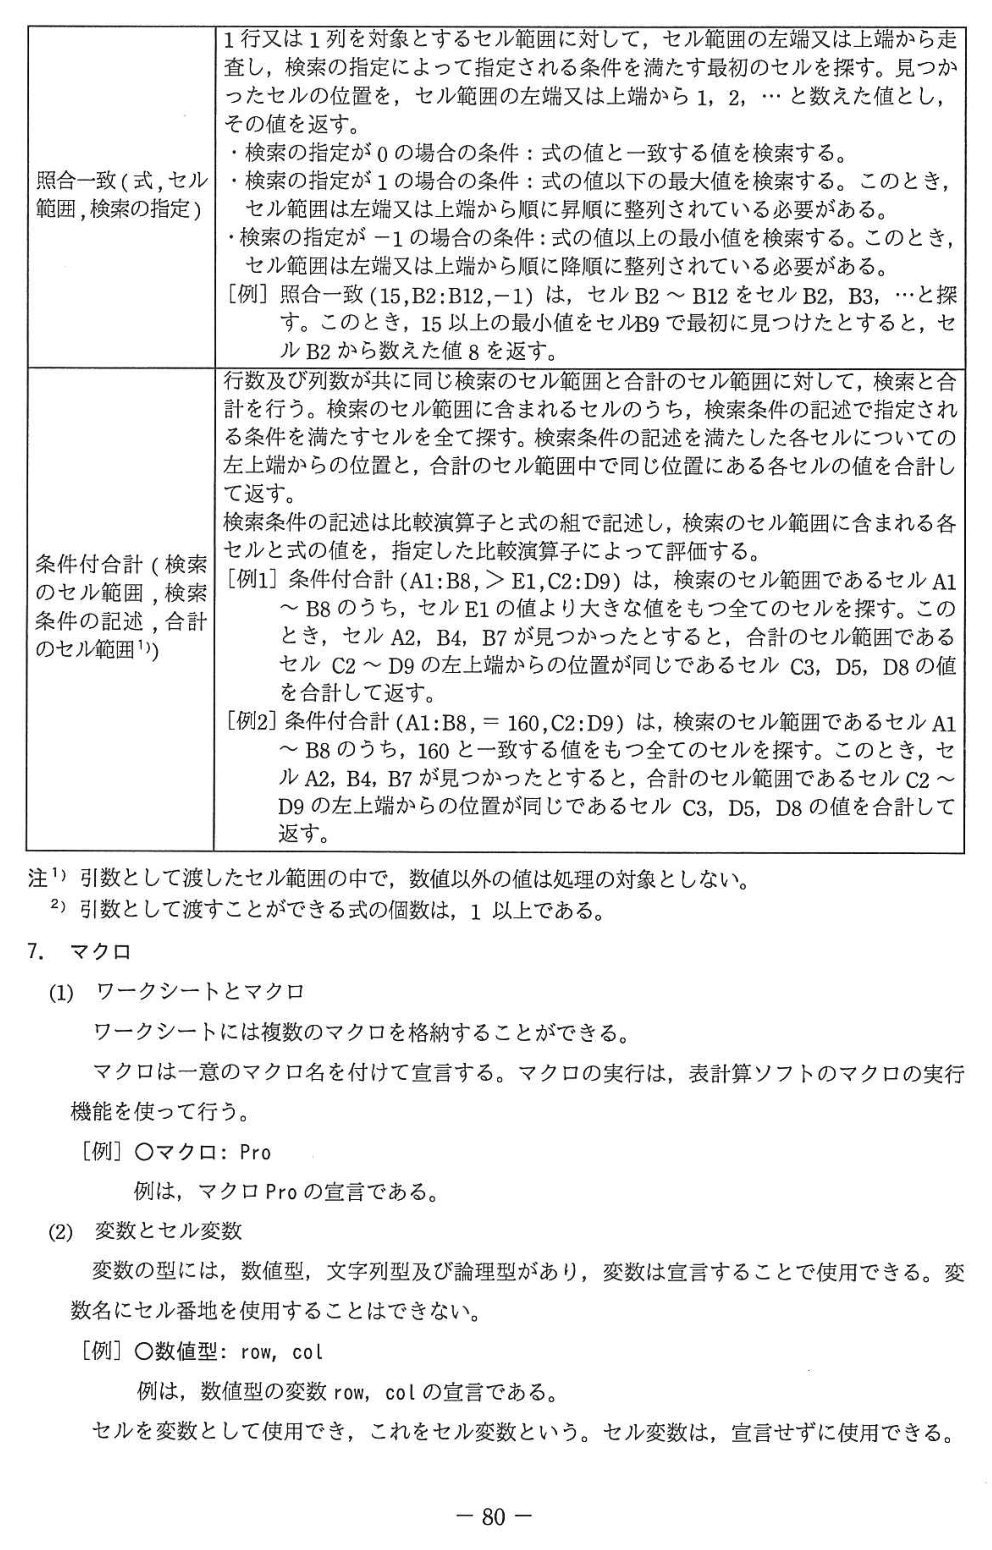 1行又は1列を対象とするセル範囲に対して，セル範囲の左端又は上端から走
査し，検索の指定によって指定される条件を満たす最初のセルを探す。見つか
ったセルの位置を，セル範囲の左端又は上端から 1，2，… と数えた値とし，
その値を返す。
・検索の指定が 0 の場合の条件：式の値と一致する値を検索する。
照合一致(式,セル
範囲,検索の指定)
・検索の指定が 1 の場合の条件：式の値以下の最大値を検索する。このとき，
セル範囲は左端又は上端から順に昇順に整列されている必要がある。
・検索の指定が －1 の場合の条件：式の値以上の最小値を検索する。このとき，
セル範囲は左端又は上端から順に降順に整列されている必要がある。
［例］ 照合一致(15,B2:B12,－1) は，セル B2 ～ B12 をセル B2，B3，…と探
す。このとき，15 以上の最小値をセルB9 で最初に見つけたとすると，セ
ル B2 から数えた値 8 を返す。
行数及び列数が共に同じ検索のセル範囲と合計のセル範囲に対して，検索と合
計を行う。検索のセル範囲に含まれるセルのうち，検索条件の記述で指定され
る条件を満たすセルを全て探す。検索条件の記述を満たした各セルについての
左上端からの位置と，合計のセル範囲中で同じ位置にある各セルの値を合計し
て返す。
検索条件の記述は比較演算子と式の組で記述し，検索のセル範囲に含まれる各
セルと式の値を，指定した比較演算子によって評価する。
条件付合計(検索
のセル範囲,検索
条件の記述,合計
のセル範囲¹⁾)
［例1］ 条件付合計(A1:B8,＞ E1,C2:D9) は，検索のセル範囲であるセル A1
～ B8 のうち，セル E1 の値より大きな値をもつ全てのセルを探す。この
とき，セル A2，B4，B7 が見つかったとすると，合計のセル範囲である
セル C2 ～ D9 の左上端からの位置が同じであるセル C3，D5，D8 の値
を合計して返す。
［例2］ 条件付合計(A1:B8,＝ 160,C2:D9) は，検索のセル範囲であるセル A1
～ B8 のうち，160 と一致する値をもつ全てのセルを探す。このとき，セ
ル A2，B4，B7 が見つかったとすると，合計のセル範囲であるセル C2 ～
D9 の左上端からの位置が同じであるセル C3，D5，D8 の値を合計して
返す。
注¹⁾ 引数として渡したセル範囲の中で，数値以外の値は処理の対象としない。
²⁾ 引数として渡すことができる式の個数は，1 以上である。
7. マクロ
(1) ワークシートとマクロ
ワークシートには複数のマクロを格納することができる。
マクロは一意のマクロ名を付けて宣言する。マクロの実行は，表計算ソフトのマクロの実行
機能を使って行う。
［例］ ○マクロ: Pro
例は，マクロ Pro の宣言である。
(2) 変数とセル変数
変数の型には，数値型，文字列型及び論理型があり，変数は宣言することで使用できる。変
数名にセル番地を使用することはできない。
［例］ ○数値型: row, col
例は，数値型の変数 row，col の宣言である。
セルを変数として使用でき，これをセル変数という。セル変数は，宣言せずに使用できる。
－ 80 －